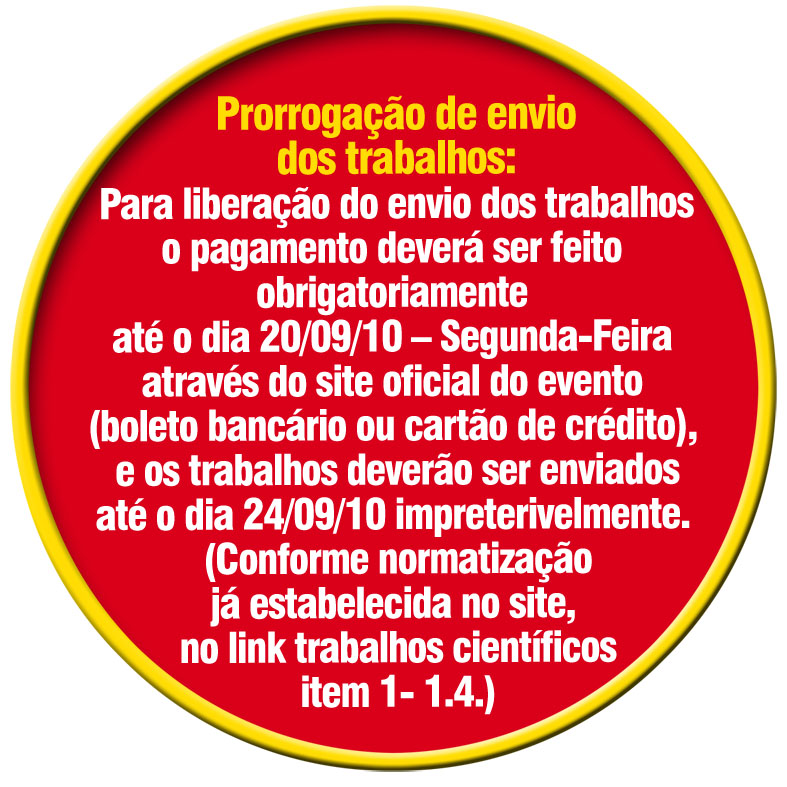 Prorrogação de envio
dos trabalhos:
Para liberação do envio dos trabalhos
o pagamento deverá ser feito
obrigatoriamente
até o dia 20/09/10 – Segunda-Feira
através do site oficial do evento
(boleto bancário ou cartão de crédito),
e os trabalhos deverão ser enviados
até o dia 24/09/10 impreterivelmente.
(Conforme normatização
já estabelecida no site,
no link trabalhos científicos
item 1- 1.4.)